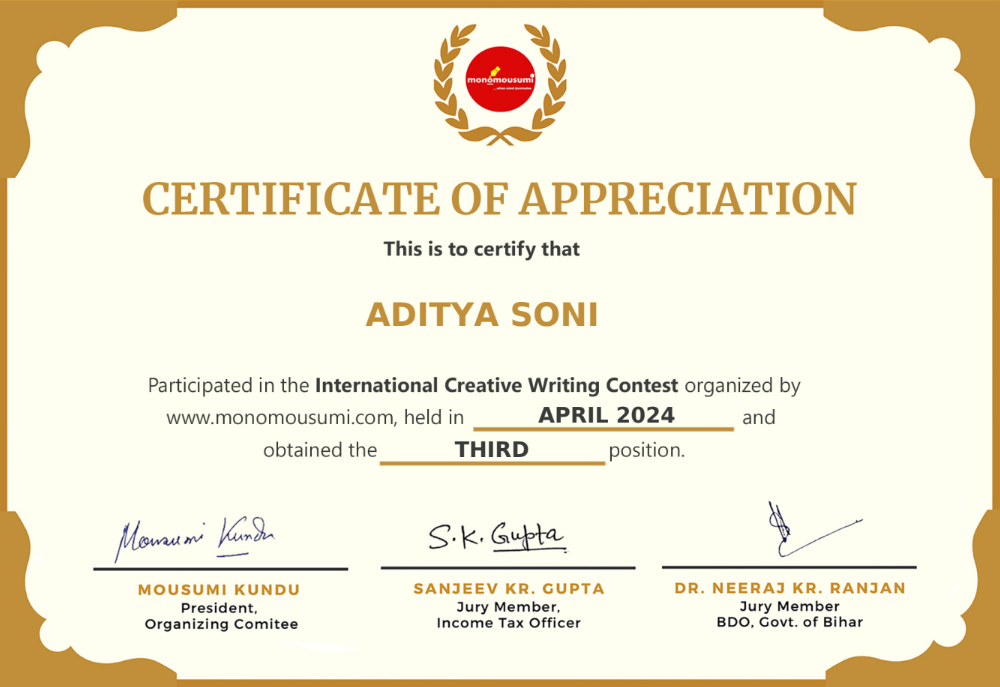 monomousumi
...when mind dominates
CERTIFICATE OF APPRECIATION
This is to certify that
ADITYA SONI
Participated in the International Creative Writing Contest organized by
www.monomousumi.com, held in APRIL 2024 and
obtained the THIRD position.
Mousumi Kundu
S.K. Gupta
MOUSUMI KUNDU
President,
Organizing Comitee
SANJEEV KR. GUPTA
Jury Member,
Income Tax Officer
DR. NEERAJ KR. RANJAN
Jury Member
BDO, Govt. of Bihar